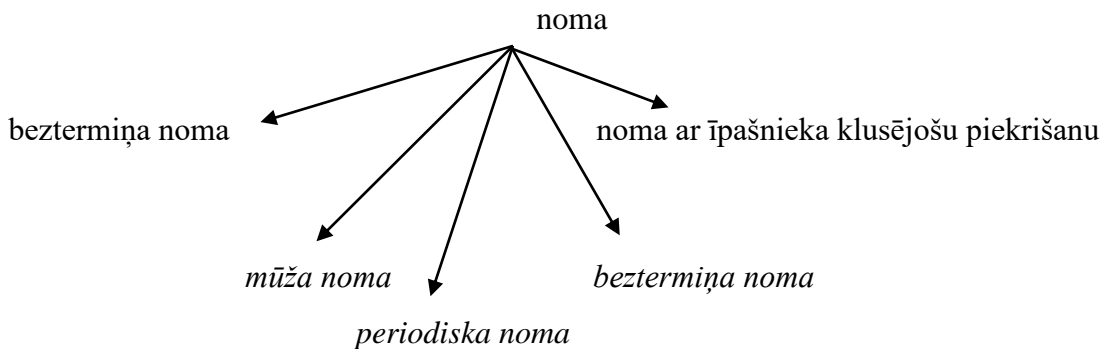 noma
beztermiņa noma
noma ar īpašnieka klusējošu piekrišanu
mūža noma
beztermiņa noma
periodiska noma